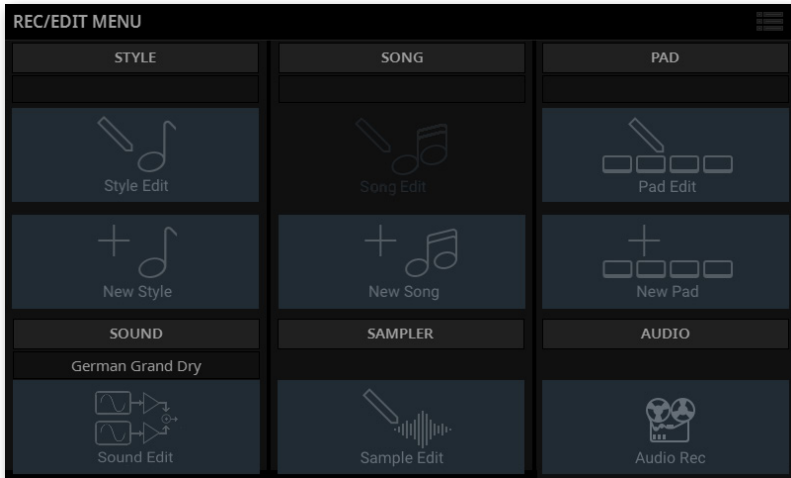 REC/EDIT MENU
STYLE
SONG
PAD
Style Edit
Song Edit
Pad Edit
New Style
New Song
New Pad
SOUND
SAMPLER
AUDIO
German Grand Dry
Sound Edit
Sample Edit
Audio Rec